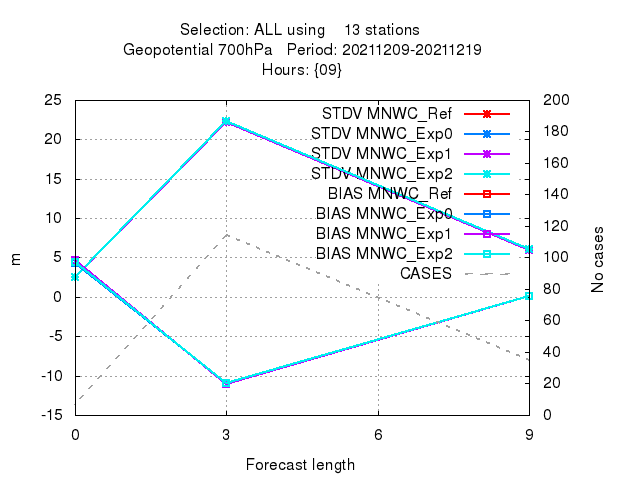 Selection: ALL using 13 stations
Geopotential 700hPa Period: 20211209-20211219
Hours: {09}
25
20
15
10
5
0
-5
-10
-15
m
200
180
160
140
120
100
80
60
40
20
0
No cases
STDV MNWC_Ref
STDV MNWC_Exp0
STDV MNWC_Exp1
STDV MNWC_Exp2
BIAS MNWC_Ref
BIAS MNWC_Exp0
BIAS MNWC_Exp1
BIAS MNWC_Exp2
CASES
0 3 6 9
Forecast length